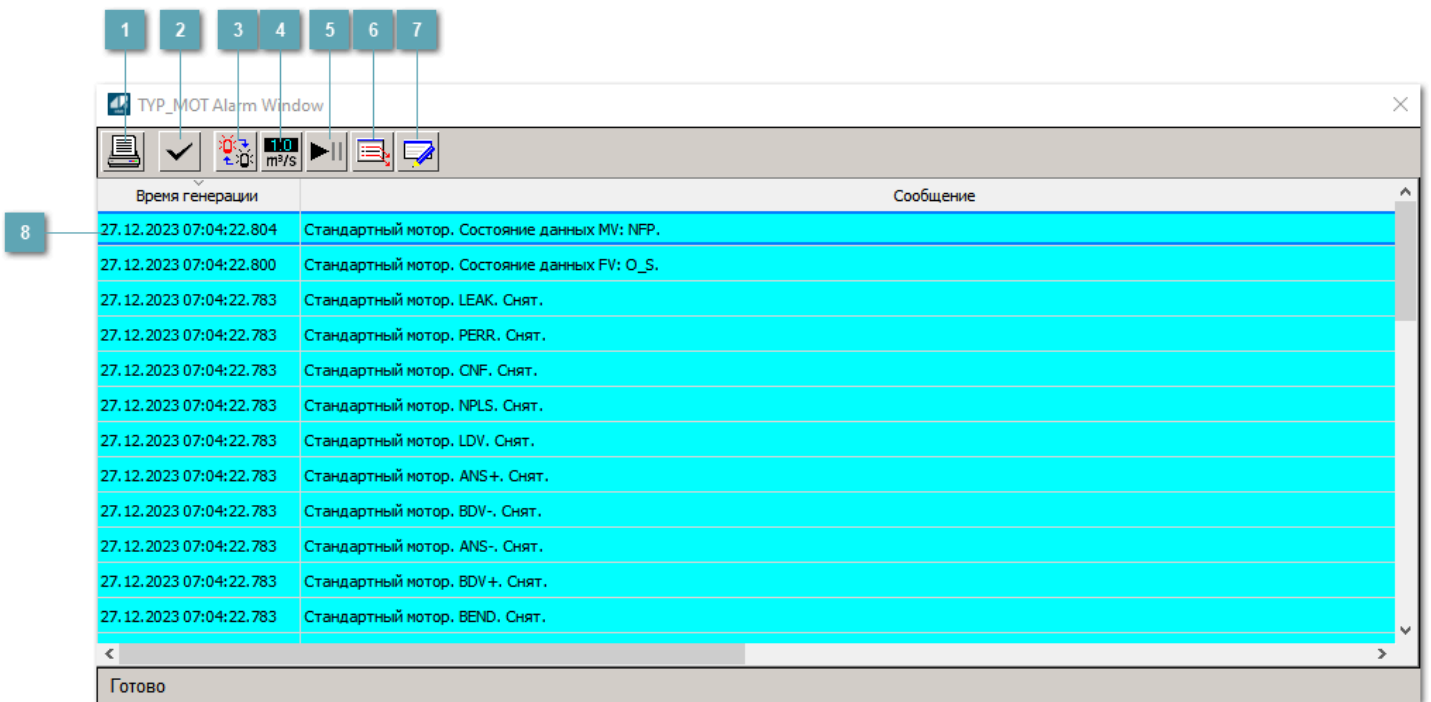 1 2 3 4 5 6 7
TYP_MOT Alarm Window
1'0
m³/s
Время генерации Сообщение
8
27.12.2023 07:04:22.804 Стандартный мотор. Состояние данных MV: NFP.
27.12.2023 07:04:22.800 Стандартный мотор. Состояние данных FV: O_S.
27.12.2023 07:04:22.783 Стандартный мотор. LEAK. Снят.
27.12.2023 07:04:22.783 Стандартный мотор. PERR. Снят.
27.12.2023 07:04:22.783 Стандартный мотор. CNF. Снят.
27.12.2023 07:04:22.783 Стандартный мотор. NPLS. Снят.
27.12.2023 07:04:22.783 Стандартный мотор. LDV. Снят.
27.12.2023 07:04:22.783 Стандартный мотор. ANS+. Снят.
27.12.2023 07:04:22.783 Стандартный мотор. BDV-. Снят.
27.12.2023 07:04:22.783 Стандартный мотор. ANS-. Снят.
27.12.2023 07:04:22.783 Стандартный мотор. BDV+. Снят.
27.12.2023 07:04:22.783 Стандартный мотор. BEND. Снят.
Готово